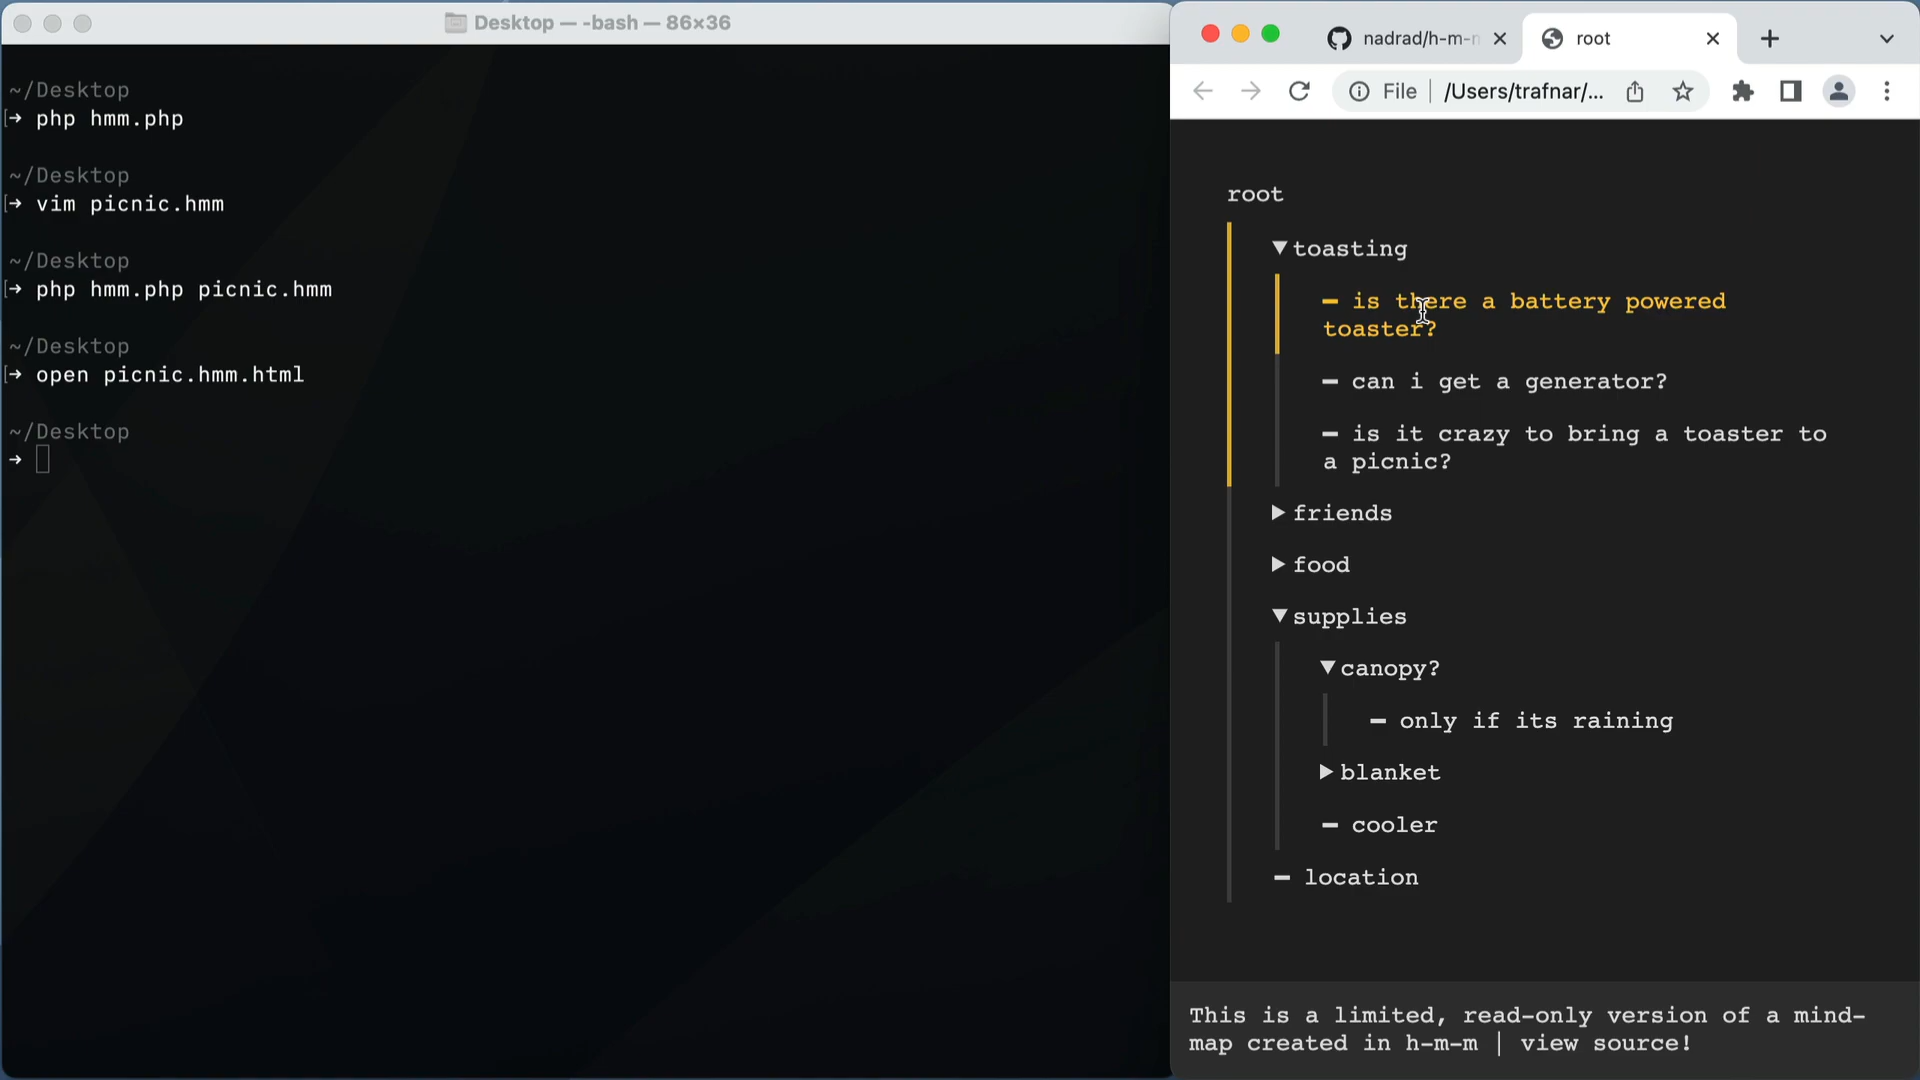 Desktop — -bash — 86×36
~/Desktop
[→ php hmm.php
~/Desktop
[→ vim picnic.hmm
~/Desktop
[→ php hmm.php picnic.hmm
~/Desktop
[→ open picnic.hmm.html
~/Desktop
→
nadrad/h-m-m
root
File | /Users/trafnar/...
root
▼toasting
– is there a battery powered
toaster?
– can i get a generator?
– is it crazy to bring a toaster to
a picnic?
▶friends
▶food
▼supplies
▼canopy?
– only if its raining
▶blanket
– cooler
– location
This is a limited, read-only version of a mind-
map created in h-m-m | view source!